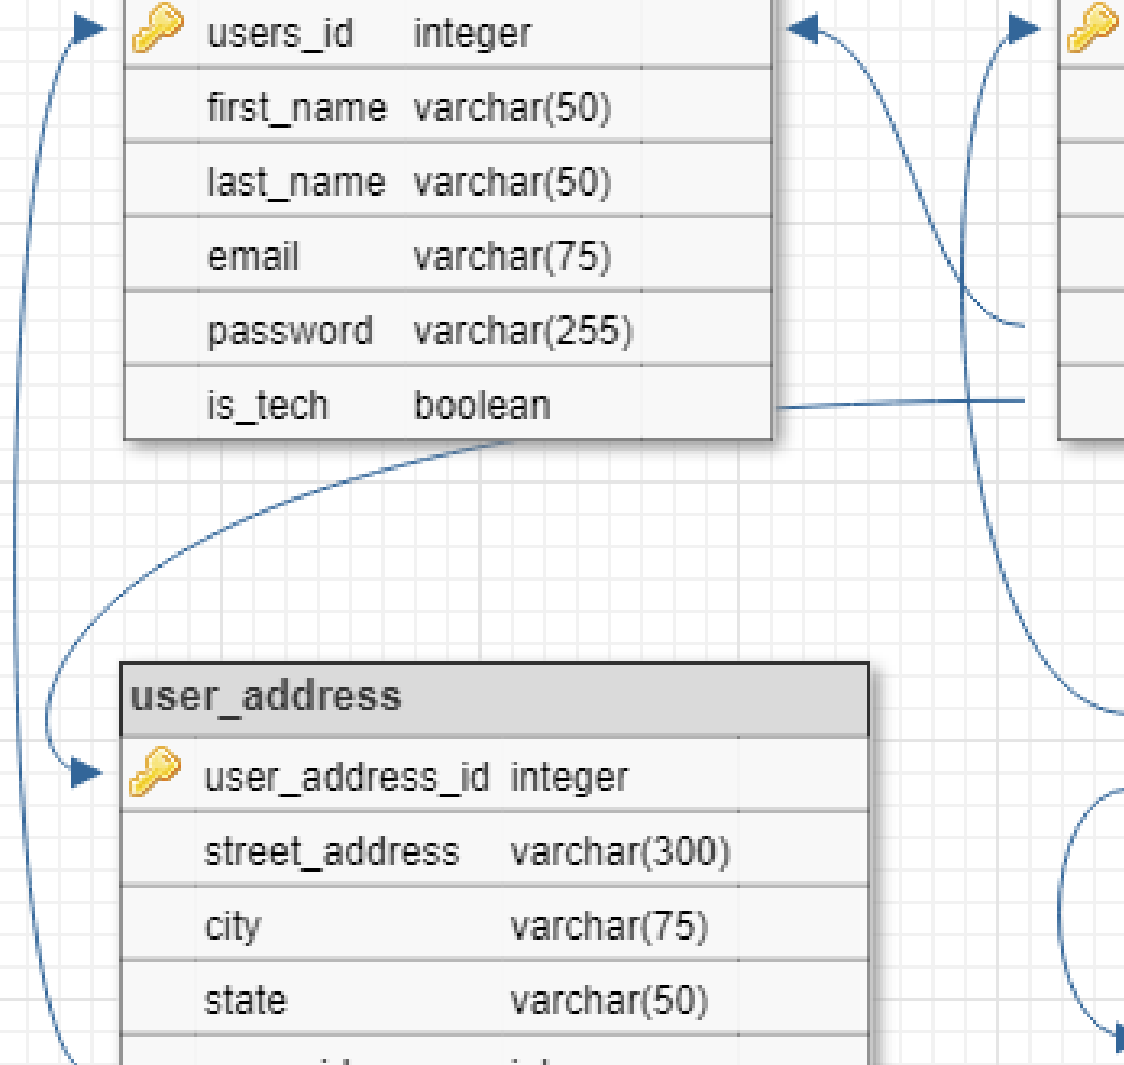 users_id integer
first_name varchar(50)
last_name varchar(50)
email varchar(75)
password varchar(255)
is_tech boolean
user_address
user_address_id integer
street_address varchar(300)
city varchar(75)
state varchar(50)